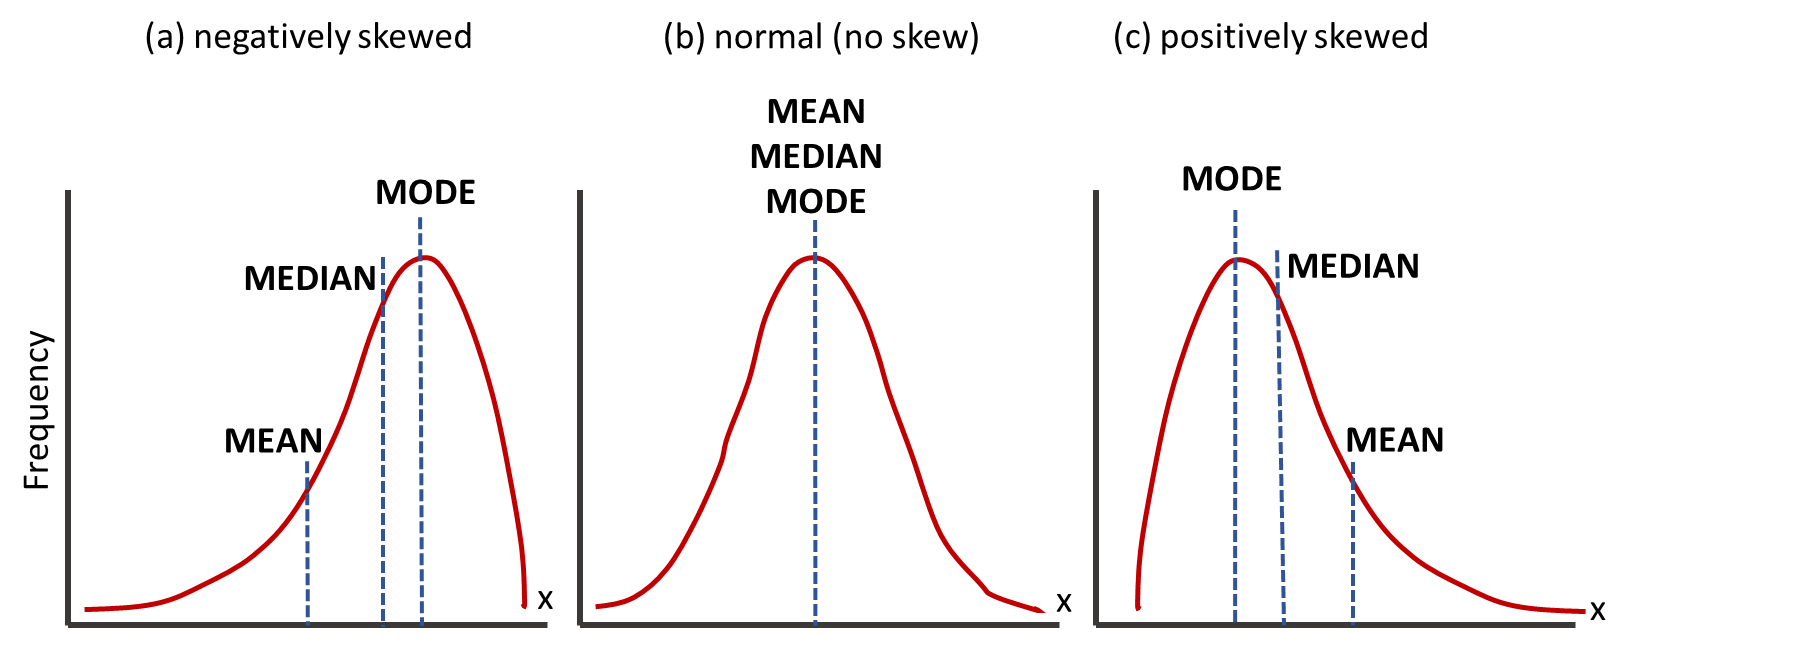 (a) negatively skewed
(b) normal (no skew)
(c) positively skewed
MEAN
MEDIAN
MODE
MODE
MEDIAN
MEAN
MODE
MEDIAN
MEAN
Frequency
x
x
x